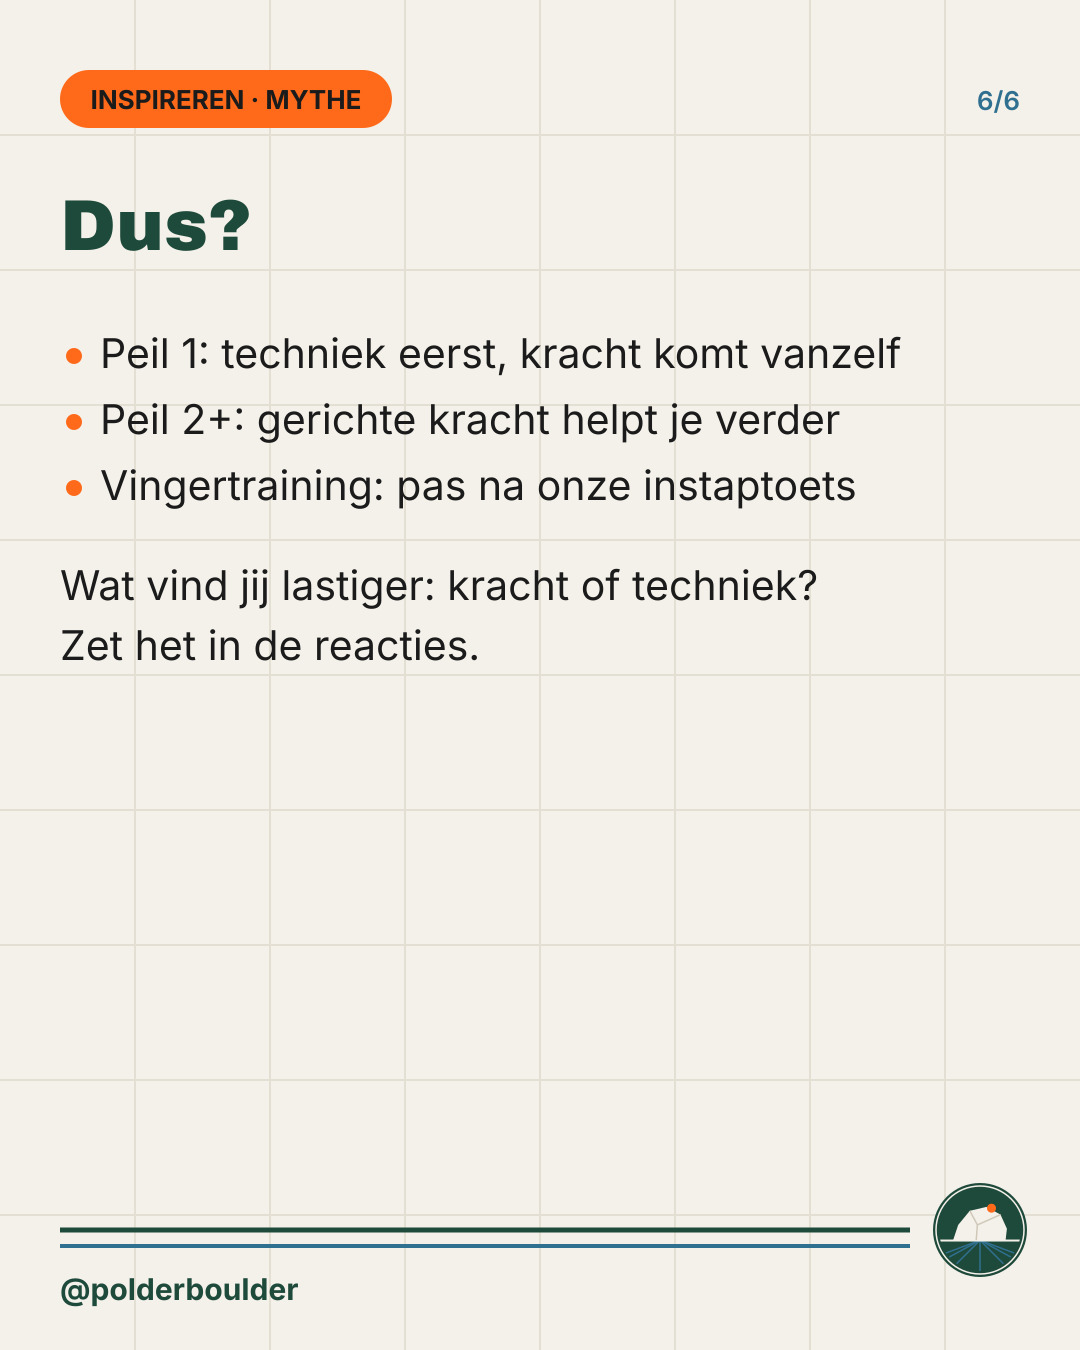 INSPIREREN · MYTHE
6/6
Dus?
• Peil 1: techniek eerst, kracht komt vanzelf
• Peil 2+: gerichte kracht helpt je verder
• Vingertraining: pas na onze instaptoets
Wat vind jij lastiger: kracht of techniek?
Zet het in de reacties.
@polderboulder